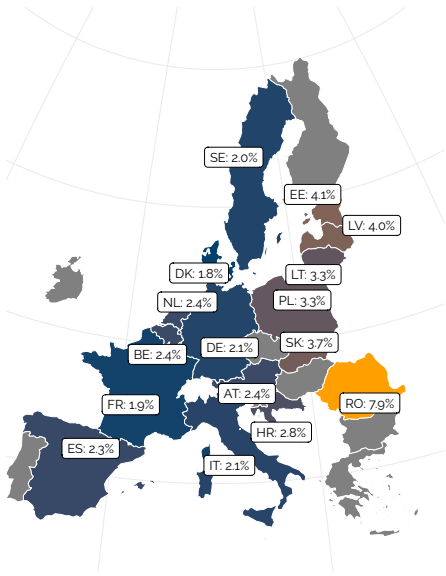 SE: 2.0%
EE: 4.1%
LV: 4.0%
DK: 1.8%
LT: 3.3%
NL: 2.4%
PL: 3.3%
BE: 2.4%
DE: 2.1%
SK: 3.7%
AT: 2.4%
FR: 1.9%
RO: 7.9%
HR: 2.8%
ES: 2.3%
IT: 2.1%